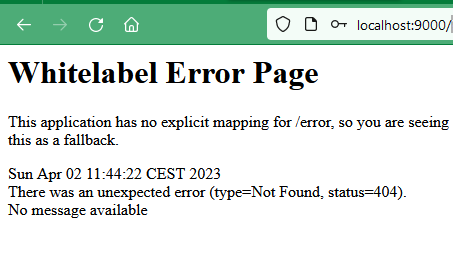 localhost:9000/
Whitelabel Error Page
This application has no explicit mapping for /error, so you are seeing
this as a fallback.
Sun Apr 02 11:44:22 CEST 2023
There was an unexpected error (type=Not Found, status=404).
No message available